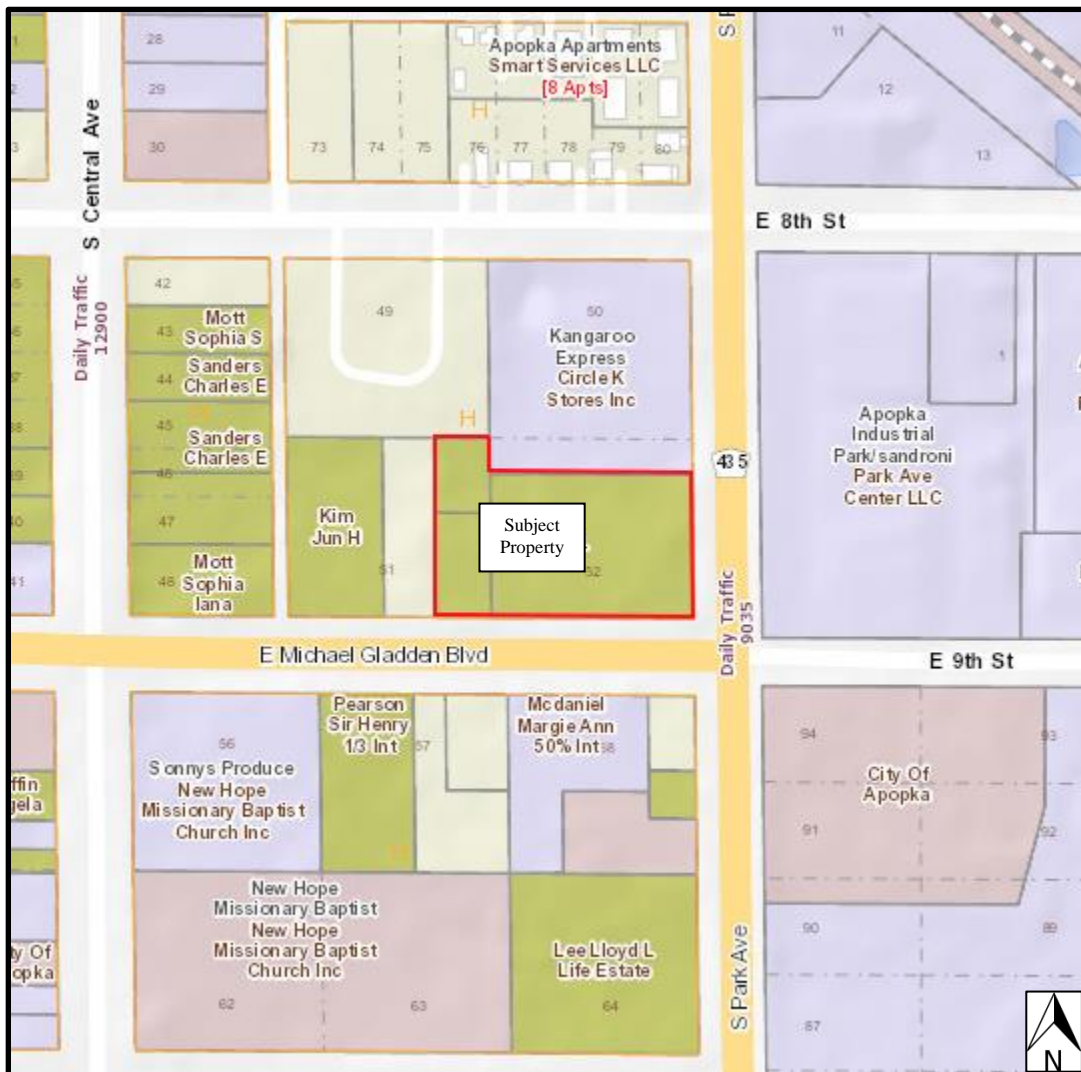 28
29
30
S Central Ave
Daily Traffic
12900
Apopka Apartments
Smart Services LLC
[8 Apts]
H
73
74
75
76
77
78
79
80
11
12
13
E 8th St
42
43
Mott
Sophia S
44
Sanders
Charles E
45
Sanders
Charles E
46
47
Mott
Sophia
Iana
48
49
50
Kangaroo
Express
Circle K
Stores Inc
H
Kim
Jun H
51
Subject
Property
52
435
Daily Traffic
9035
1
Apopka
Industrial
Park/sandroni
Park Ave
Center LLC
41
E Michael Gladden Blvd
E 9th St
56
Sonnys Produce
New Hope
Missionary Baptist
Church Inc
Pearson
Sir Henry
1/3 Int
57
Mcdaniel
Margie Ann
50% Int
58
94
93
City Of
Apopka
91
92
New Hope
Missionary Baptist
New Hope
Missionary Baptist
Church Inc
62
63
Lee Lloyd L
Life Estate
64
S Park Ave
90
89
87
N